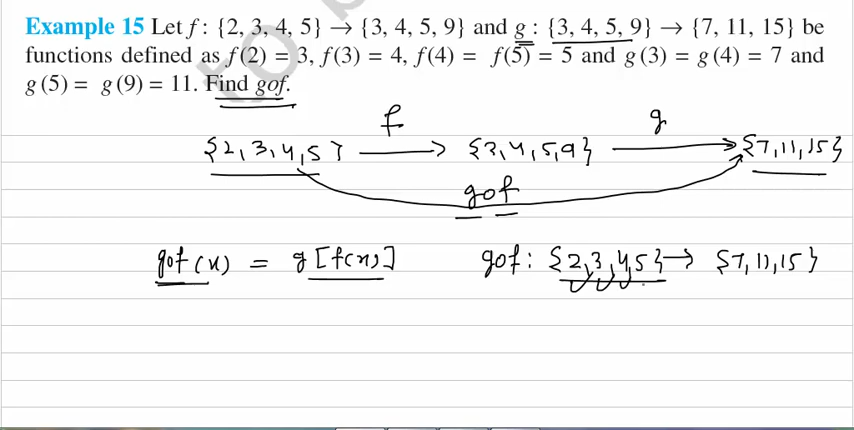 Example 15 Let f : {2, 3, 4, 5} → {3, 4, 5, 9} and g : {3, 4, 5, 9} → {7, 11, 15} be
functions defined as f(2) = 3, f(3) = 4, f(4) = f(5) = 5 and g(3) = g(4) = 7 and
g(5) = g(9) = 11. Find gof.
f g
{2, 3, 4, 5} → {3, 4, 5, 9} → {7, 11, 15}
gof
gof(x) = g[f(x)] gof: {2, 3, 4, 5} → {7, 11, 15}